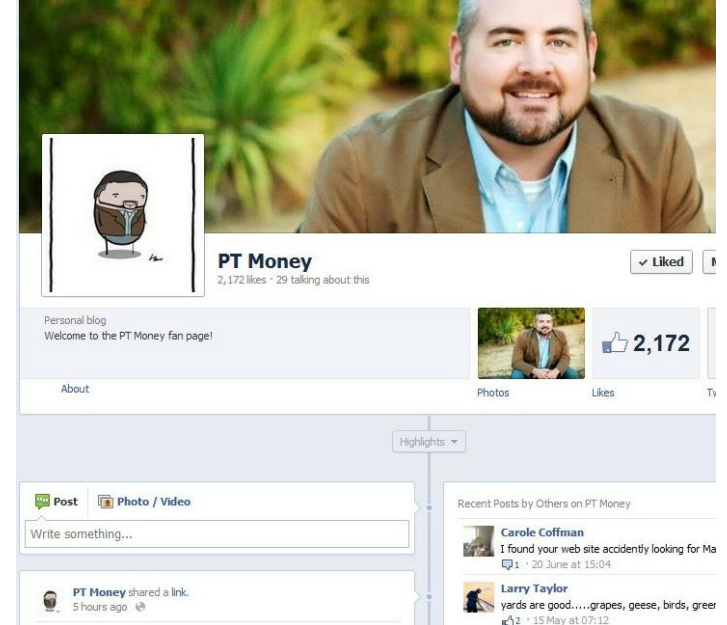 PT Money
2,172 likes · 29 talking about this
Liked
Personal blog
Welcome to the PT Money fan page!
2,172
About
Photos
Likes
Highlights
Post
Photo / Video
Write something...
PT Money shared a link.
5 hours ago
Recent Posts by Others on PT Money
Carole Coffman
I found your web site accidently looking for Ma
1 · 20 June at 15:04
Larry Taylor
yards are good.....grapes, geese, birds, green
2 · 15 May at 07:12